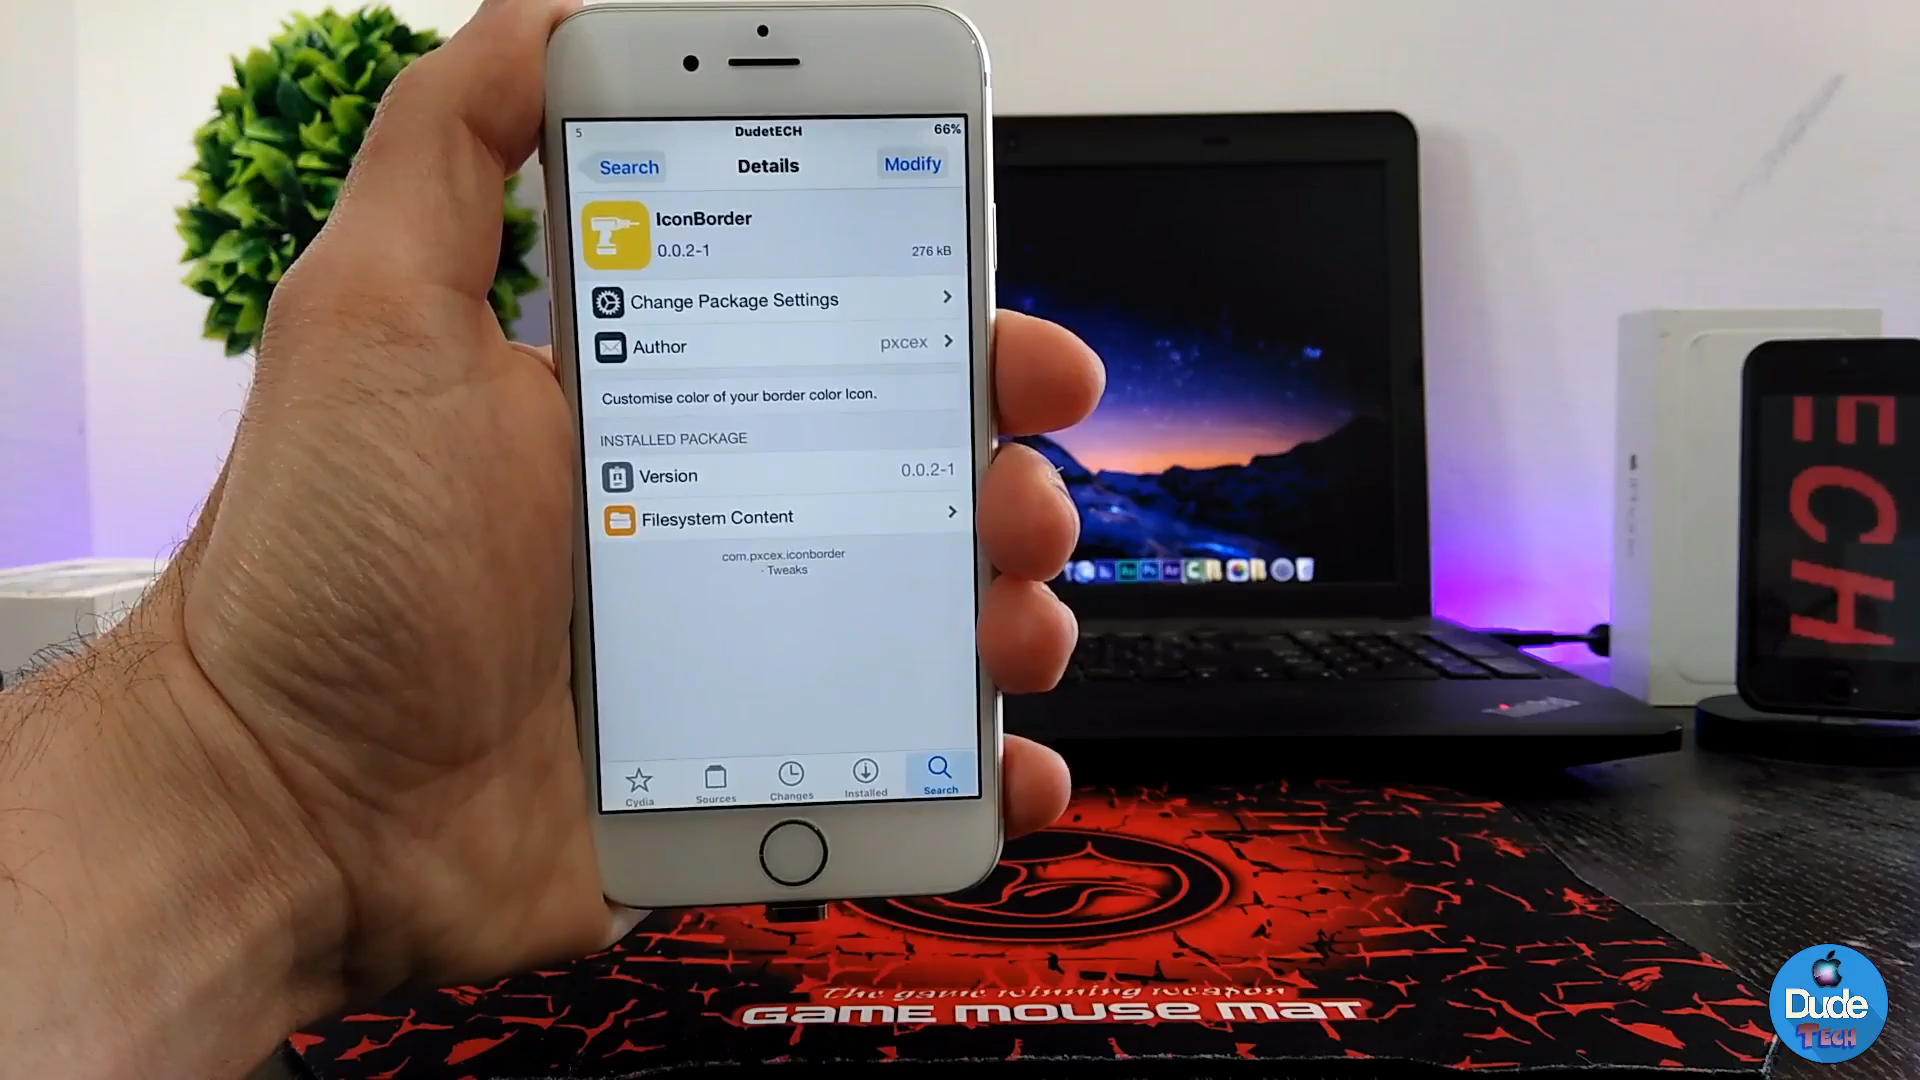 5 DudetECH 66%
Search Details Modify
IconBorder
0.0.2-1 276 kB
Change Package Settings
Author pxcex
Customise color of your border color Icon.
INSTALLED PACKAGE
Version 0.0.2-1
Filesystem Content
com.pxcex.iconborder
· Tweaks
Cydia Sources Changes Installed Search
ECH
The game winning weapon
GAME MOUSE MAT
Dude
TECH